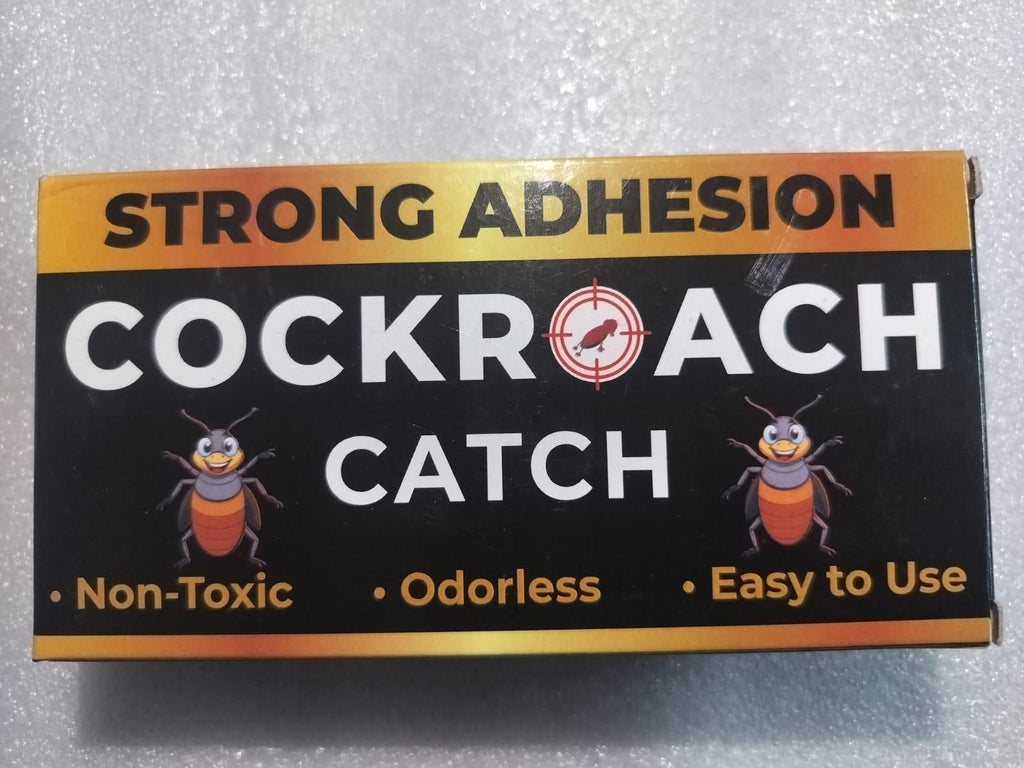 STRONG ADHESION
COCKROACH
CATCH
• Non-Toxic • Odorless • Easy to Use